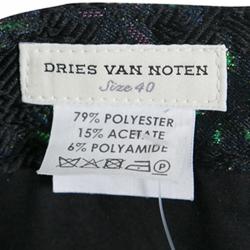 DRIES VAN NOTEN
Size 40
79% POLYESTER
15% ACETATE
6% POLYAMIDE
P